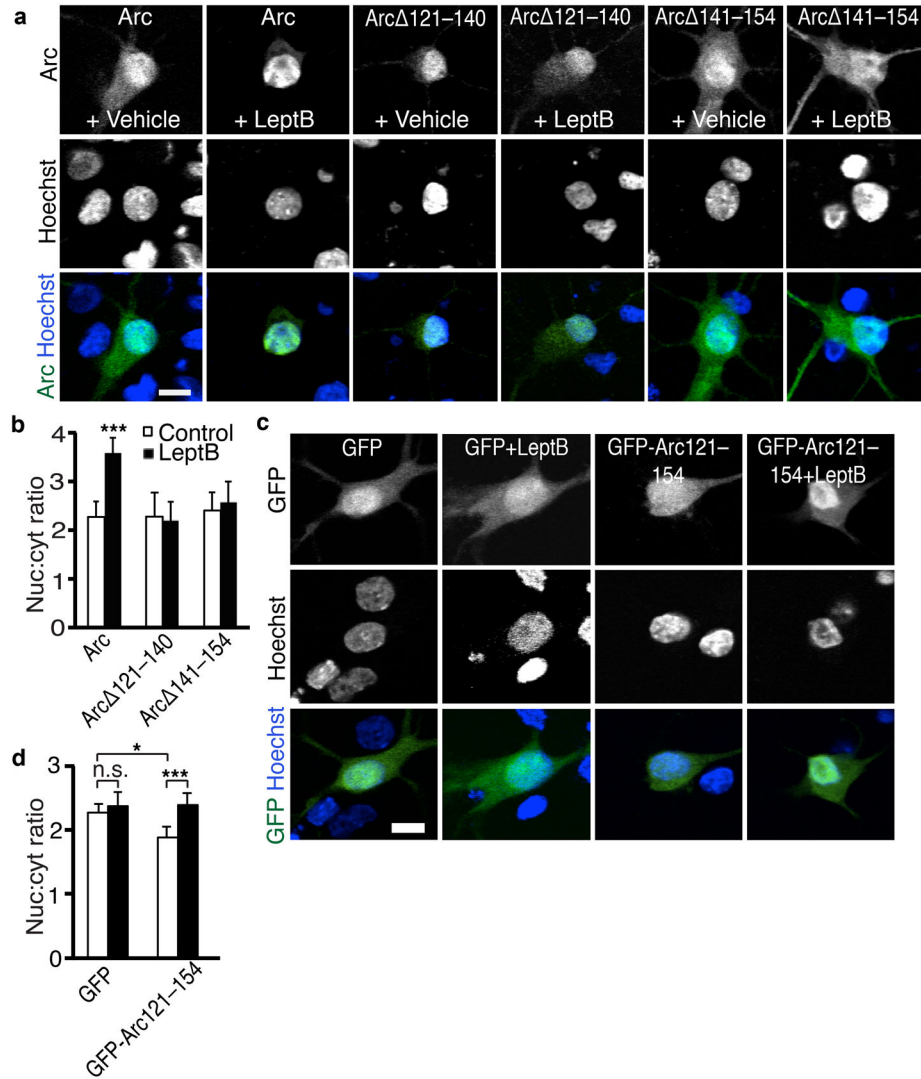 a
Arc
Arc
ArcΔ121–140
ArcΔ121–140
ArcΔ141–154
ArcΔ141–154
Arc
+ Vehicle
+ LeptB
+ Vehicle
+ LeptB
+ Vehicle
+ LeptB
Hoechst
Arc Hoechst
b
4
3
2
1
0
Nuc:cyt ratio
***
Control
LeptB
Arc
ArcΔ121–140
ArcΔ141–154
c
GFP
GFP+LeptB
GFP-Arc121–
154
GFP-Arc121–
154+LeptB
GFP
Hoechst
GFP Hoechst
d
3
2
1
0
Nuc:cyt ratio
*
n.s.
***
GFP
GFP-Arc121–154